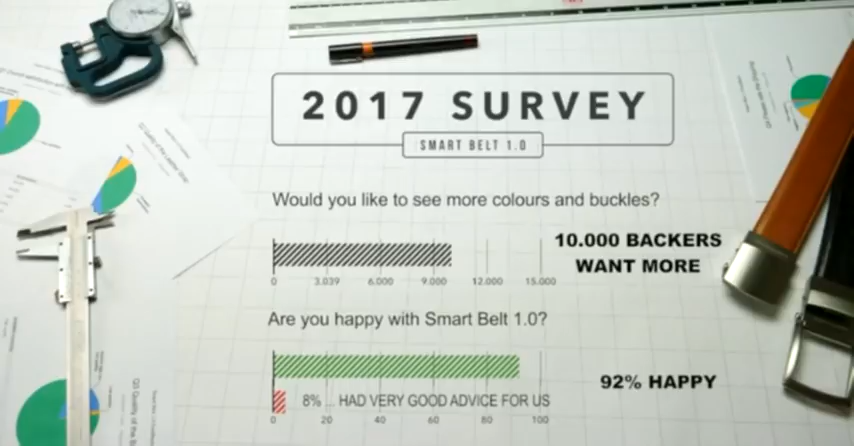 2017 SURVEY
SMART BELT 1.0
Would you like to see more colours and buckles?
10.000 BACKERS
WANT MORE
0 3.039 6.000 9.000 12.000 15.000
Are you happy with Smart Belt 1.0?
92% HAPPY
8% ... HAD VERY GOOD ADVICE FOR US
0 20 40 60 80 100